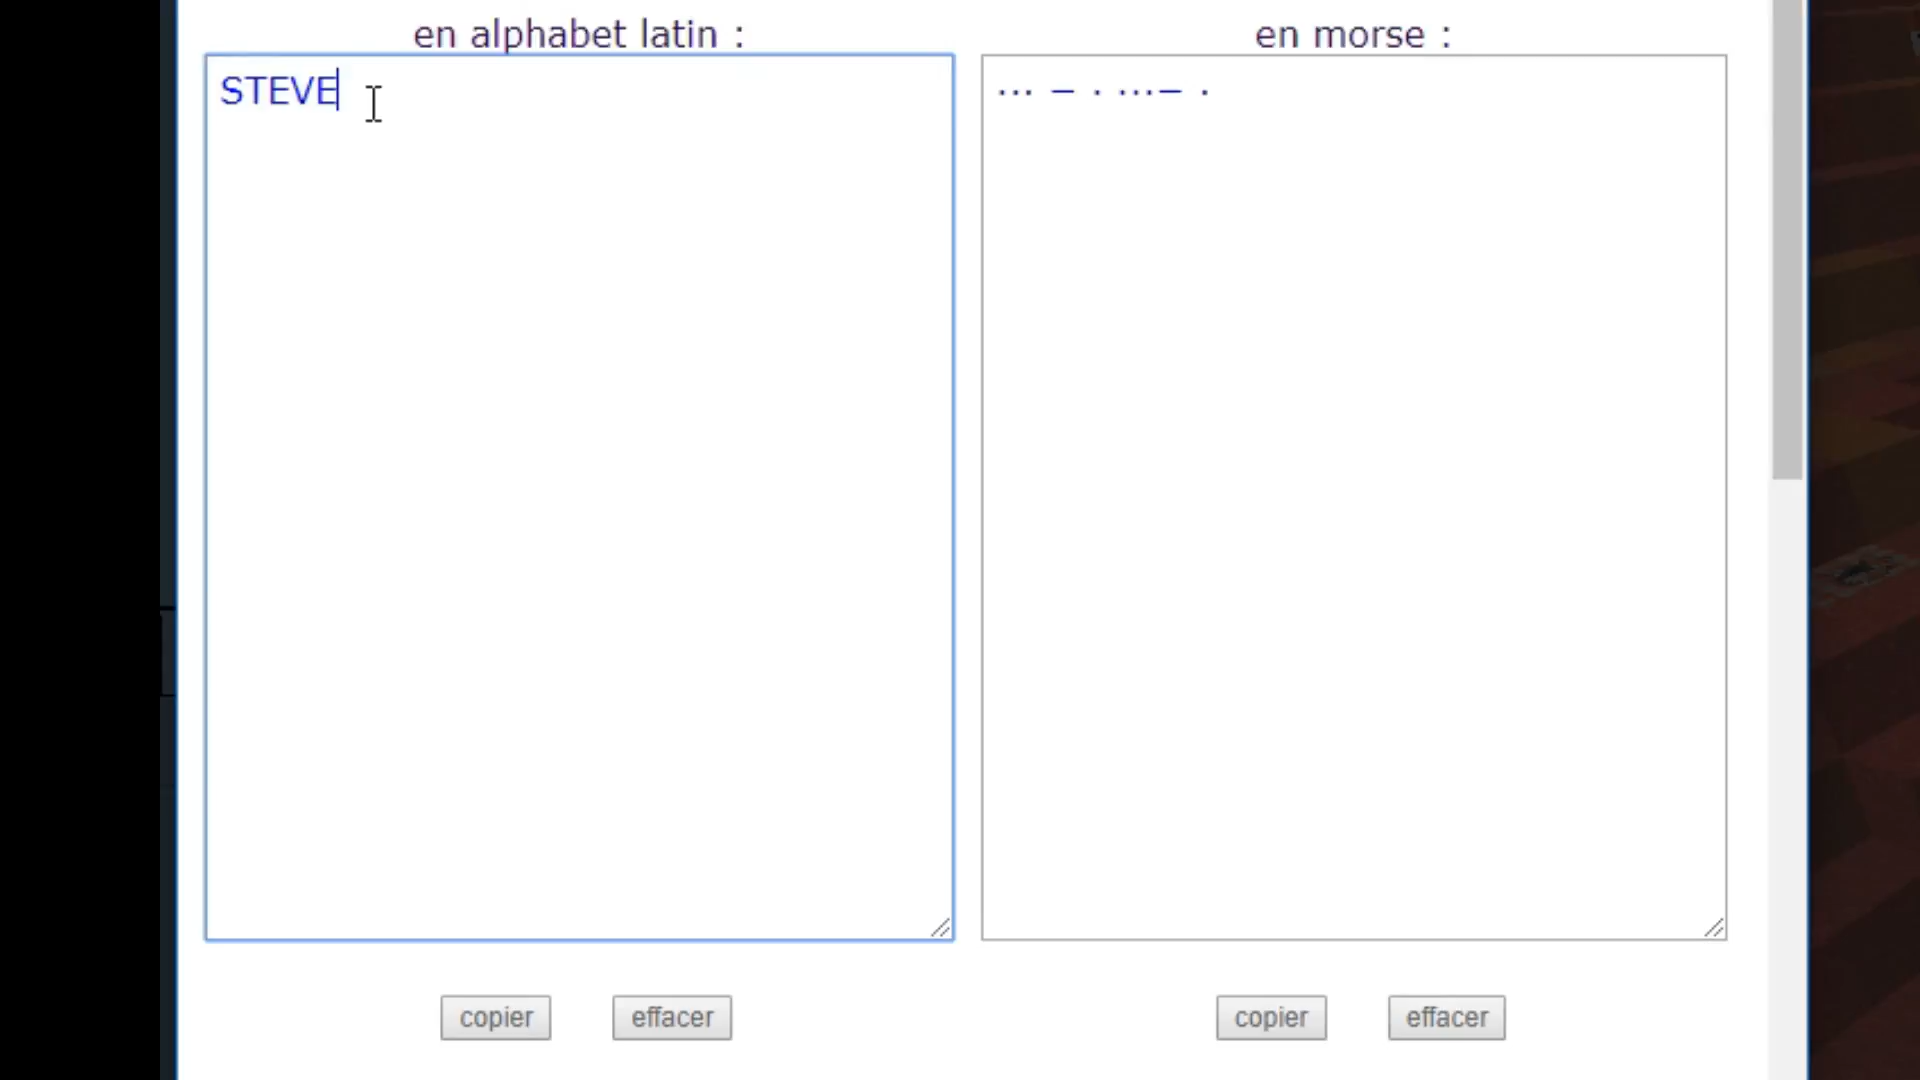 en alphabet latin :
en morse :
STEVE
··· – · ···– ·
copier
effacer
copier
effacer